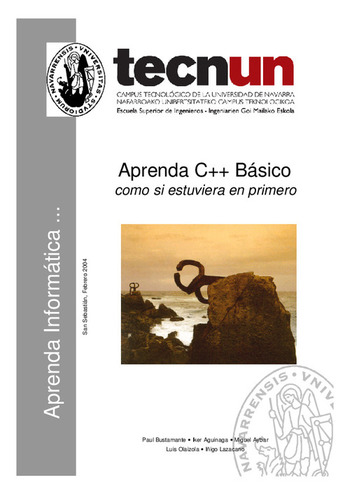 tecnun
CAMPUS TECNOLÓGICO DE LA UNIVERSIDAD DE NAVARRA
NAFARROAKO UNIBERTSITATEKO CAMPUS TEKNOLOGIKOA
Escuela Superior de Ingenieros - Ingeniarien Goi Mailako Eskola
Aprenda C++ Básico
como si estuviera en primero
Aprenda Informática ...
San Sebastián, Febrero 2004
Paul Bustamante • Iker Aguinaga • Miguel Aybar
Luis Olaizola • Iñigo Lazacano